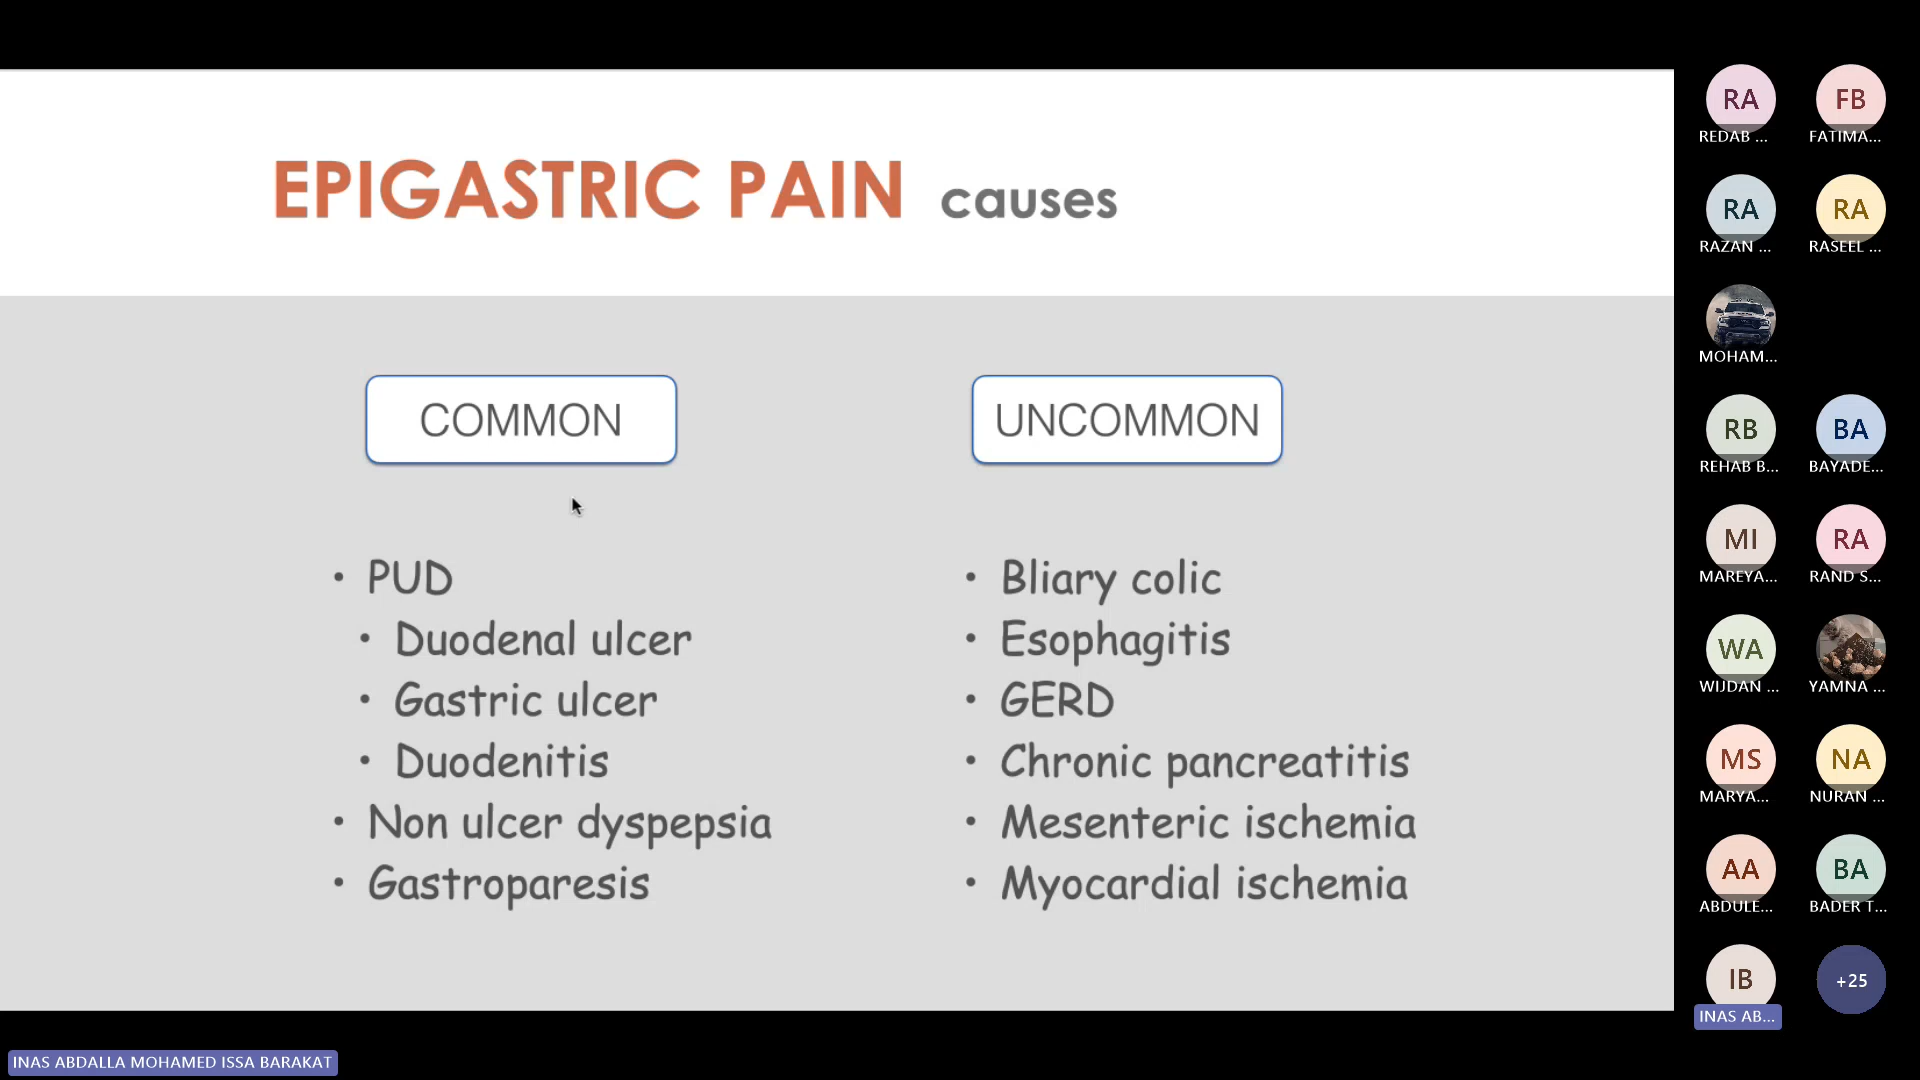 EPIGASTRIC PAIN causes
COMMON
• PUD
• Duodenal ulcer
• Gastric ulcer
• Duodenitis
• Non ulcer dyspepsia
• Gastroparesis
UNCOMMON
• Bliary colic
• Esophagitis
• GERD
• Chronic pancreatitis
• Mesenteric ischemia
• Myocardial ischemia
RA
REDAB ...
FB
FATIMA...
RA
RAZAN ...
RA
RASEEL ...
MOHAM...
RB
REHAB B...
BA
BAYADE...
MI
MAREYA...
RA
RAND S...
WA
WIJDAN ...
YAMNA ...
MS
MARYA...
NA
NURAN ...
AA
ABDULE...
BA
BADER T...
IB
INAS AB...
+25
INAS ABDALLA MOHAMED ISSA BARAKAT